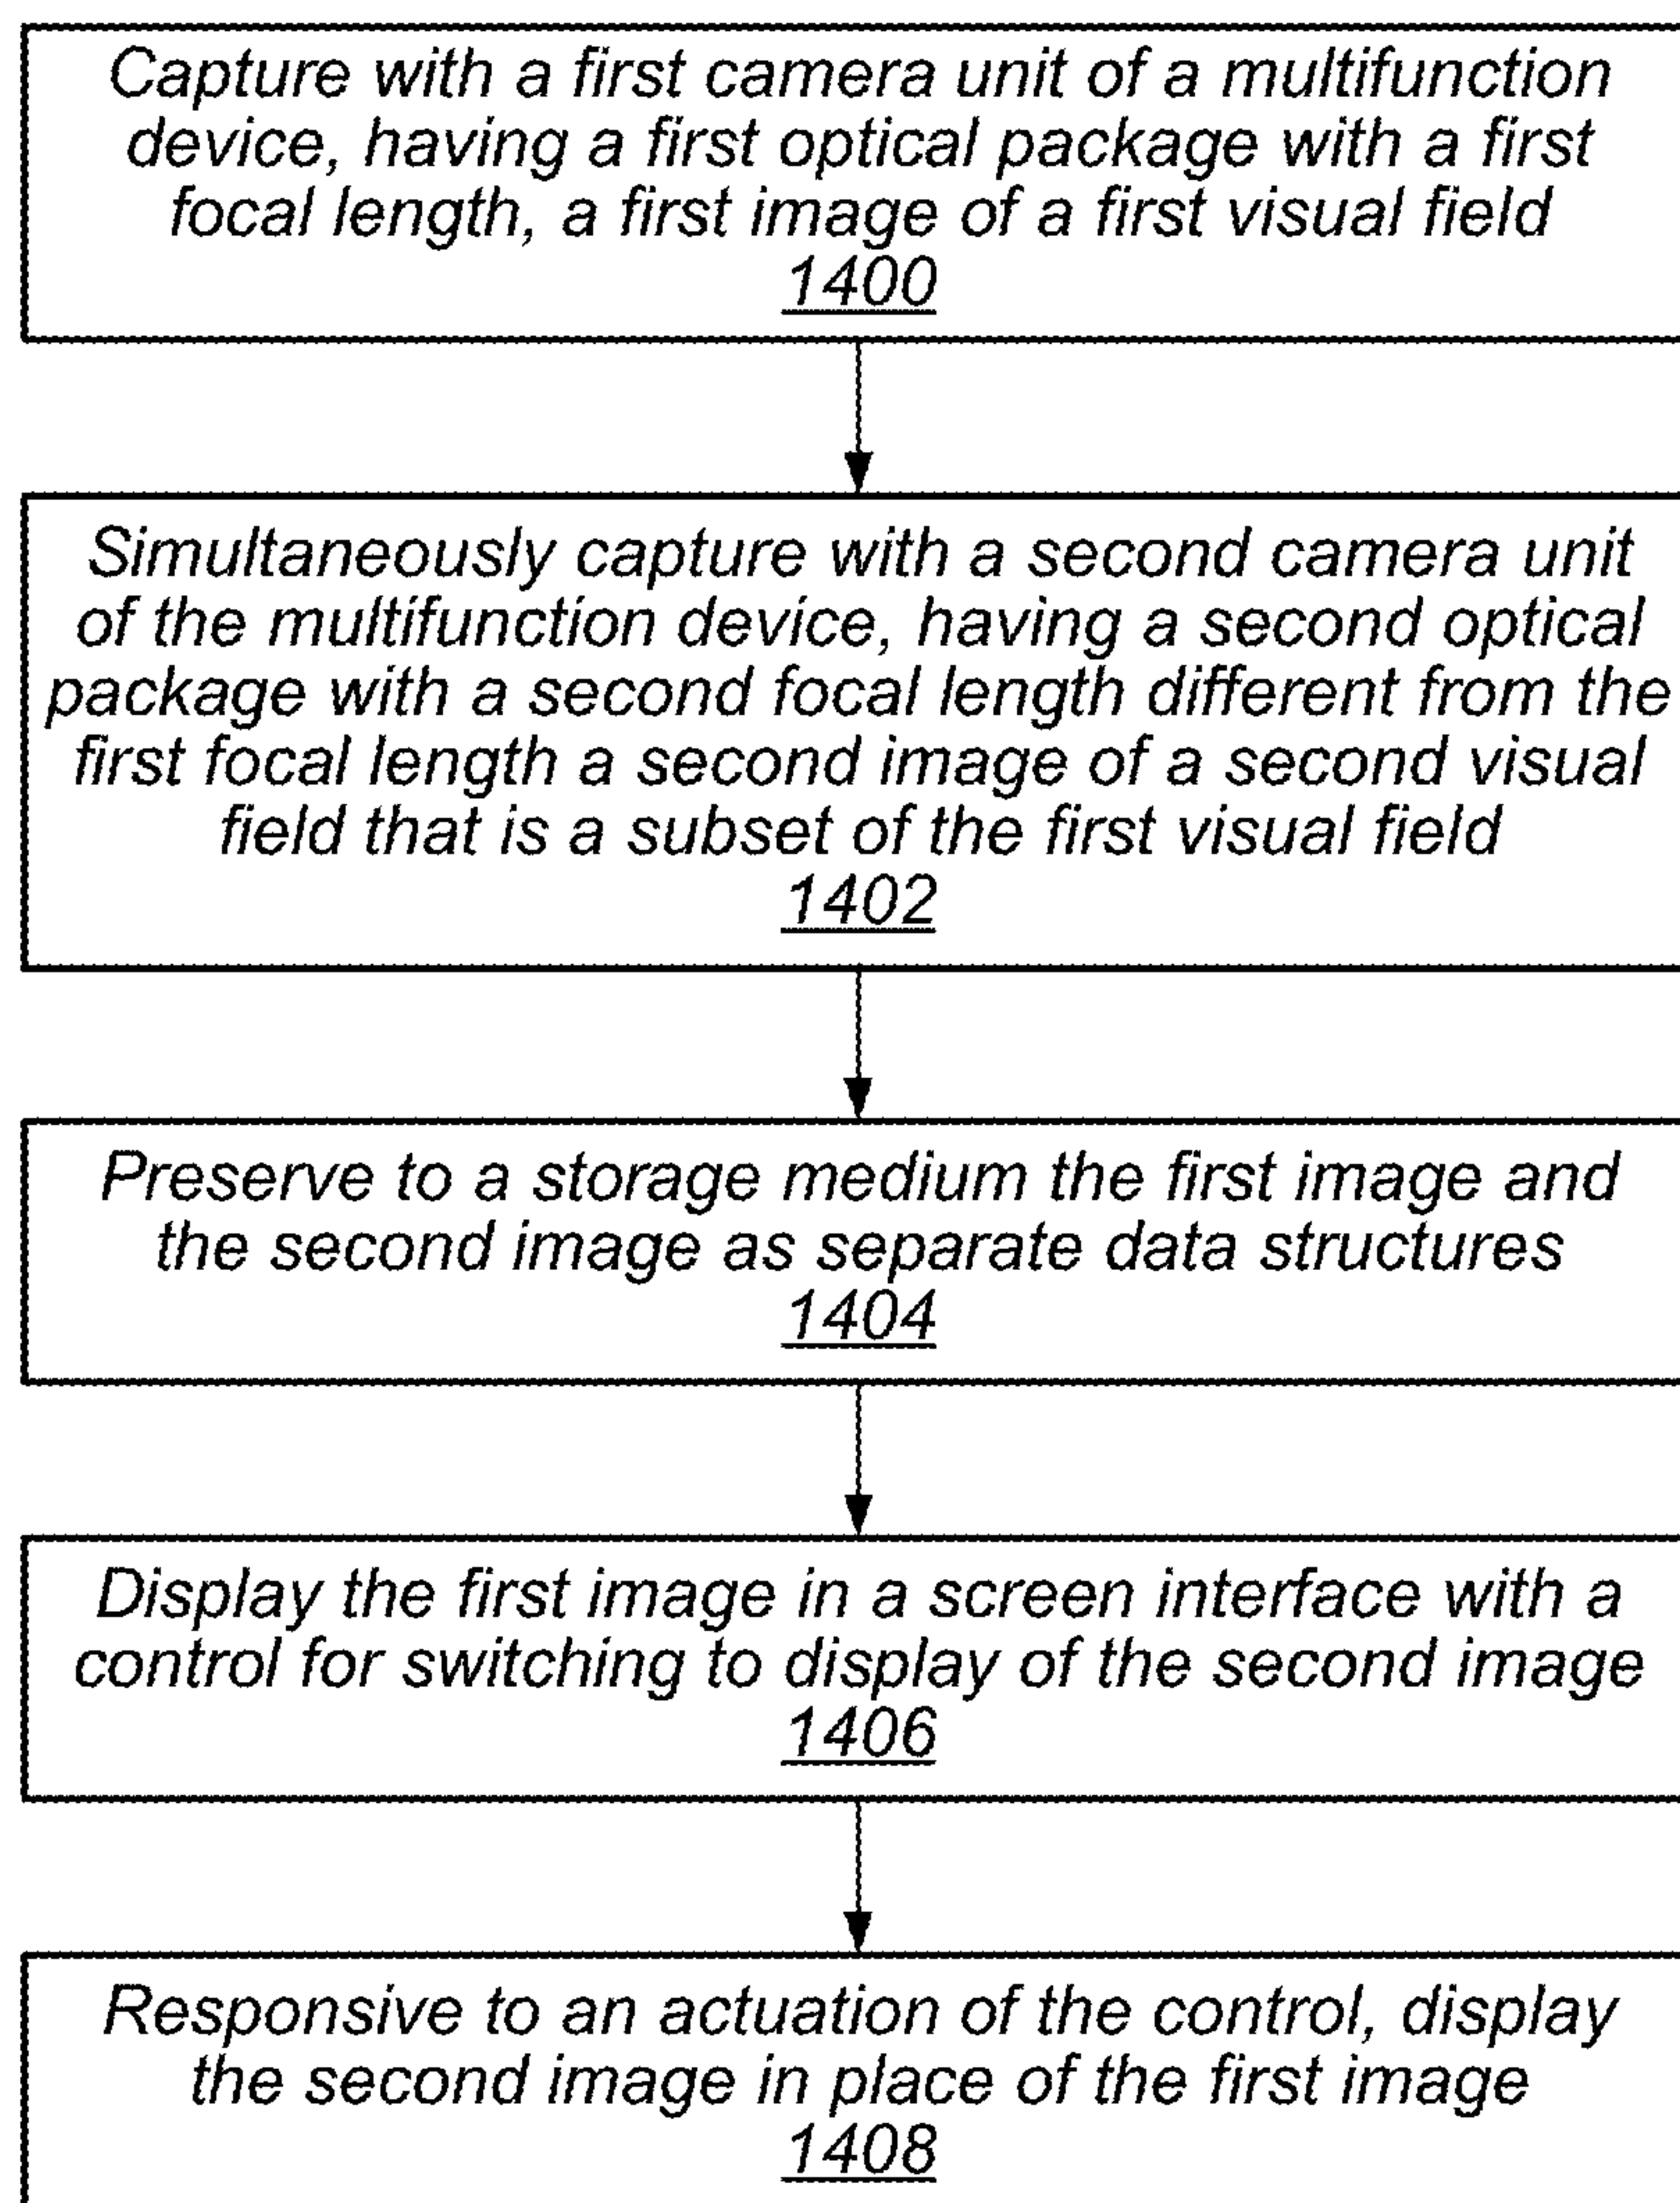 Capture with a first camera unit of a multifunction
device, having a first optical package with a first
focal length, a first image of a first visual field
1400
Simultaneously capture with a second camera unit
of the multifunction device, having a second optical
package with a second focal length different from the
first focal length a second image of a second visual
field that is a subset of the first visual field
1402
Preserve to a storage medium the first image and
the second image as separate data structures
1404
Display the first image in a screen interface with a
control for switching to display of the second image
1406
Responsive to an actuation of the control, display
the second image in place of the first image
1408